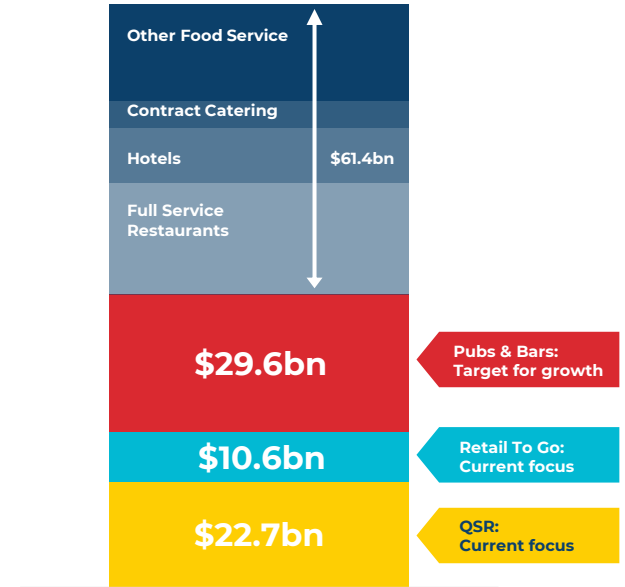 Other Food Service
Contract Catering
Hotels
$61.4bn
Full Service
Restaurants
$29.6bn
Pubs & Bars:
Target for growth
$10.6bn
Retail To Go:
Current focus
$22.7bn
QSR:
Current focus